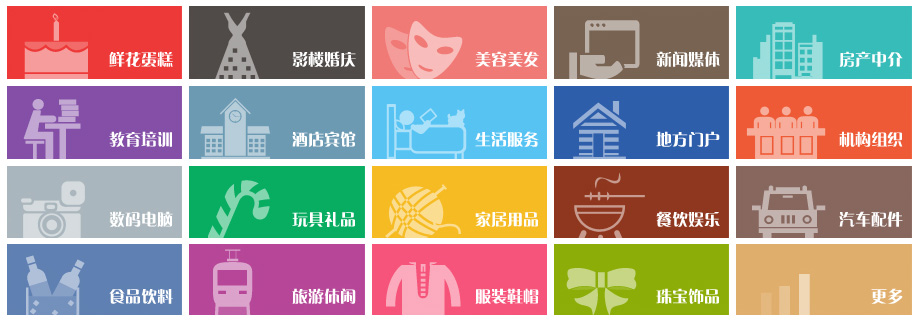 鲜花蛋糕
影楼婚庆
美容美发
新闻媒体
房产中介
教育培训
酒店宾馆
生活服务
地方门户
机构组织
数码电脑
玩具礼品
家居用品
餐饮娱乐
汽车配件
食品饮料
旅游休闲
服装鞋帽
珠宝饰品
更多